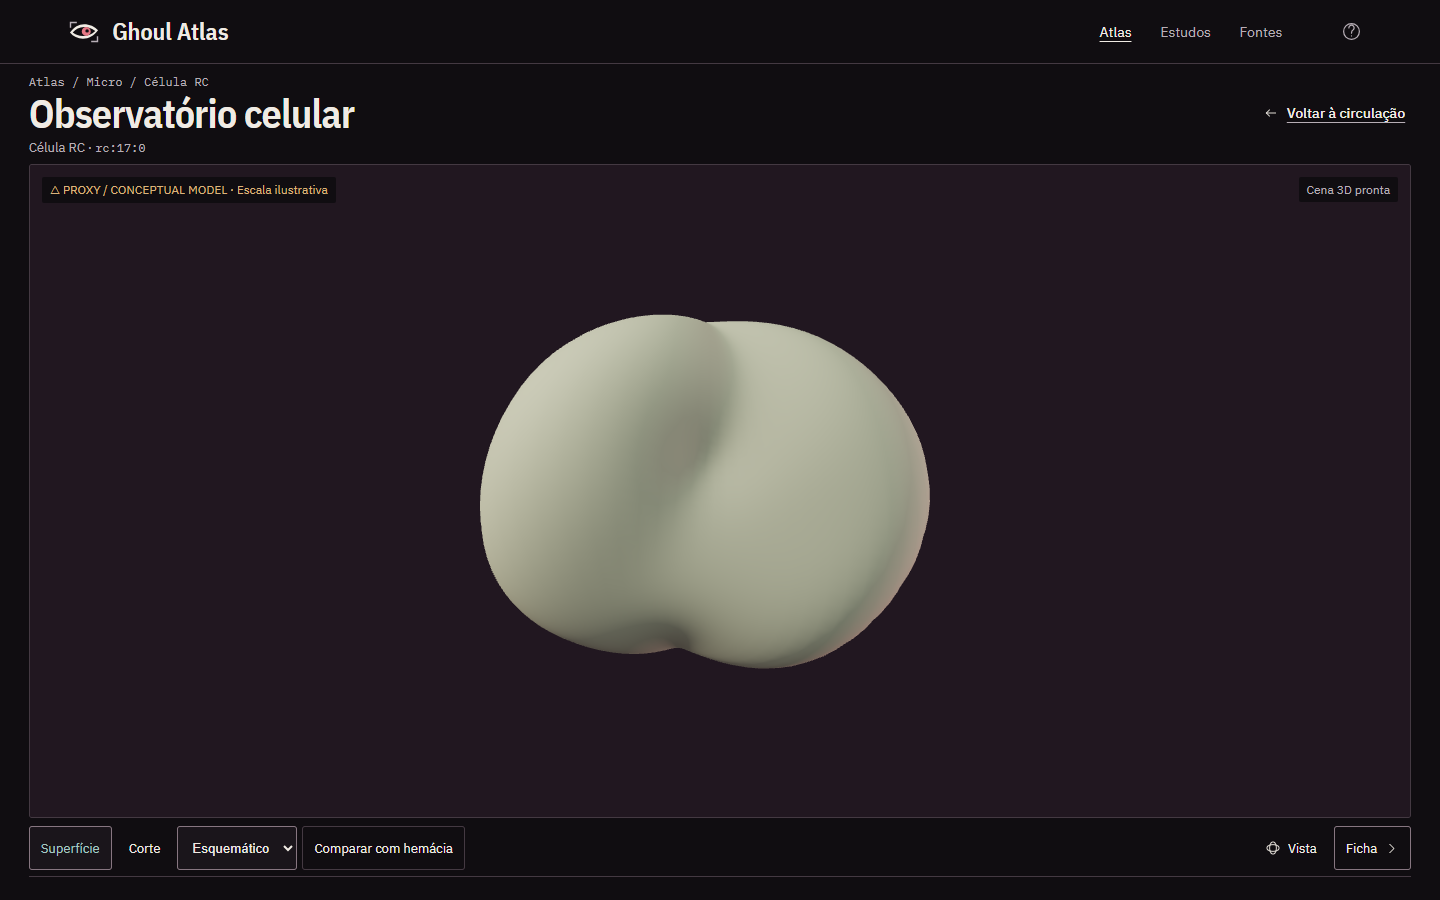 Ghoul Atlas
Atlas Estudos Fontes
Atlas / Micro / Célula RC
Observatório celular
← Voltar à circulação
Célula RC · rc:17:0
△ PROXY / CONCEPTUAL MODEL · Escala ilustrativa
Cena 3D pronta
Superfície Corte Esquemático Comparar com hemácia Vista Ficha